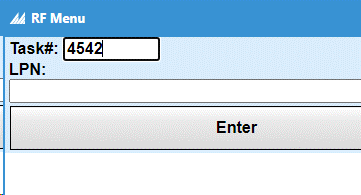 RF Menu
Task#: 4542
LPN:
Enter